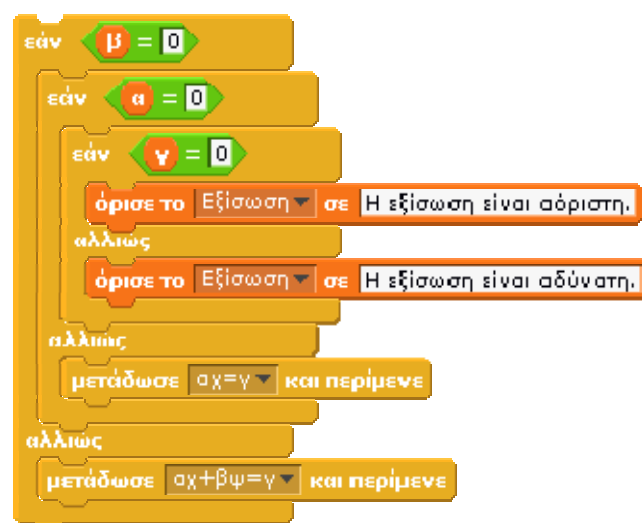 εάν β = 0
εάν α = 0
εάν γ = 0
όρισε το Εξίσωση σε Η εξίσωση είναι αόριστη.
αλλιώς
όρισε το Εξίσωση σε Η εξίσωση είναι αδύνατη.
αλλιώς
μετάδωσε αχ=γ και περίμενε
αλλιώς
μετάδωσε αχ+βψ=γ και περίμενε